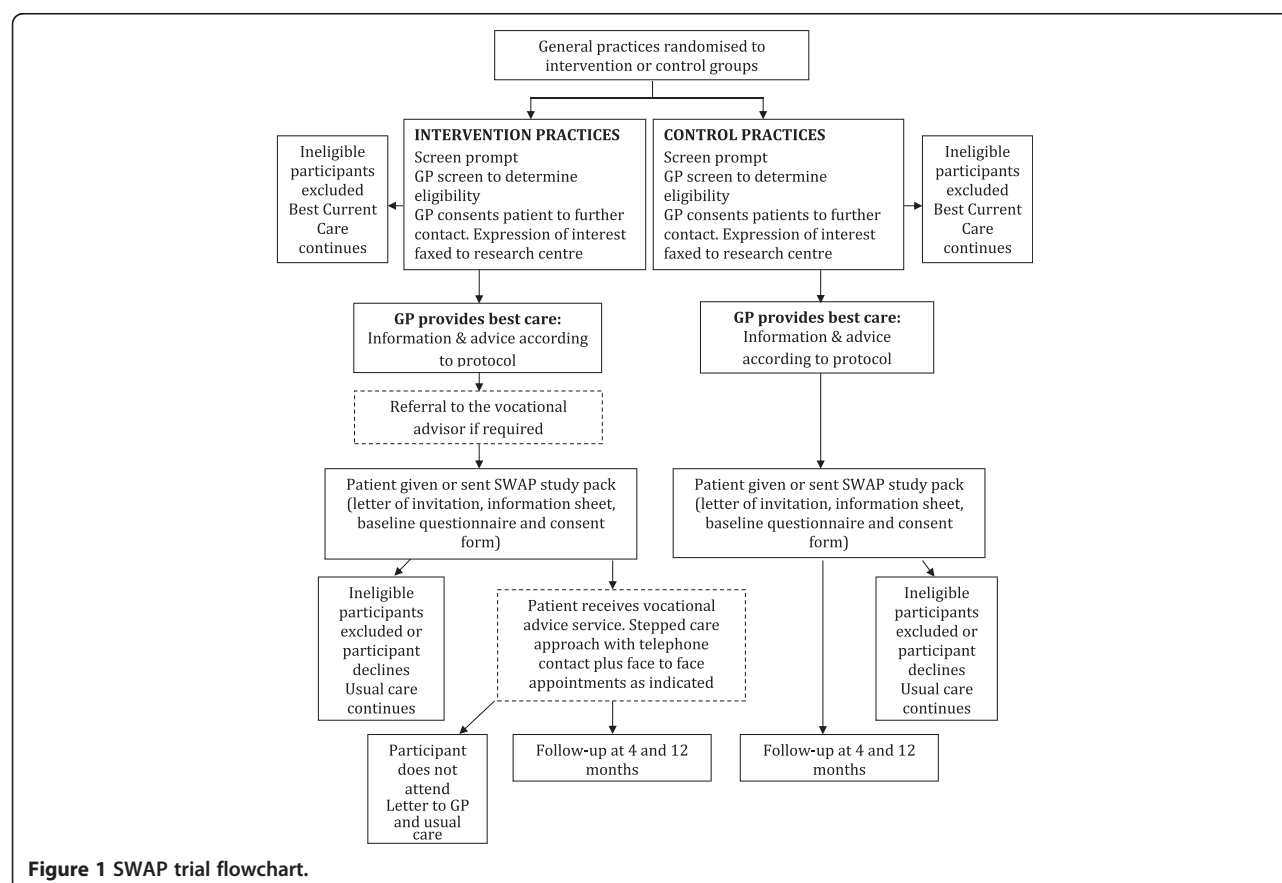 General practices randomised to
intervention or control groups
INTERVENTION PRACTICES
Screen prompt
GP screen to determine
eligibility
GP consents patient to further
contact. Expression of interest
faxed to research centre
CONTROL PRACTICES
Screen prompt
GP screen to determine
eligibility
GP consents patients to further
contact. Expression of interest
faxed to research centre
Ineligible
participants
excluded
Best Current
Care
continues
Ineligible
participants
excluded
Best Current
Care
continues
GP provides best care:
Information & advice according
to protocol
GP provides best care:
Information & advice
according to protocol
Referral to the vocational
advisor if required
Patient given or sent SWAP study pack
(letter of invitation, information sheet,
baseline questionnaire and consent
form)
Patient given or sent SWAP study pack
(letter of invitation, information sheet,
baseline questionnaire and consent
form)
Ineligible
participants
excluded or
participant
declines
Usual care
continues
Patient receives vocational
advice service. Stepped care
approach with telephone
contact plus face to face
appointments as indicated
Ineligible
participants
excluded or
participant
declines
Usual care
continues
Participant
does not
attend
Letter to GP
and usual
care
Follow-up at 4 and 12
months
Follow-up at 4 and 12
months
Figure 1 SWAP trial flowchart.